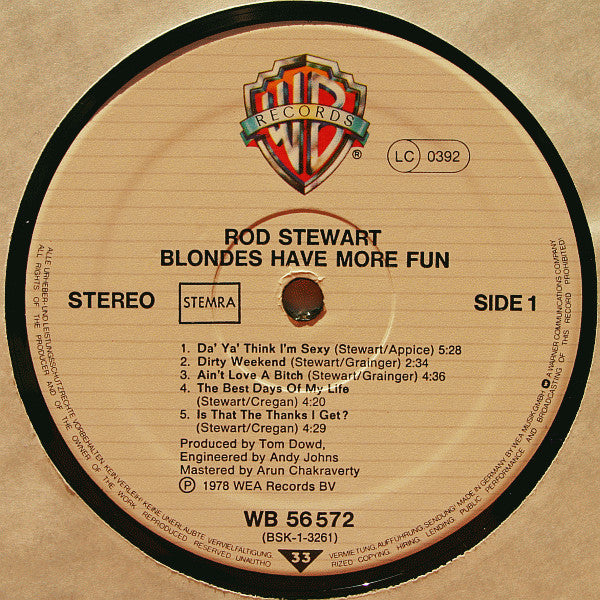 WB
RECORDS
®
LC 0392
ROD STEWART
BLONDES HAVE MORE FUN
STEREO
STEMRA
SIDE 1
1. Da' Ya' Think I'm Sexy (Stewart/Appice) 5:28
2. Dirty Weekend (Stewart/Grainger) 2:34
3. Ain't Love A Bitch (Stewart/Grainger) 4:36
4. The Best Days Of My Life
(Stewart/Cregan) 4:20
5. Is That The Thanks I Get?
(Stewart/Cregan) 4:29
Produced by Tom Dowd,
Engineered by Andy Johns
Mastered by Arun Chakraverty
Ⓟ 1978 WEA Records BV
WB 56 572
(BSK-1-3261)
33
ALLE URHEBER- UND LEISTUNGSSCHUTZRECHTE VORBEHALTEN. KEIN VERLEIH! KEINE UNERLAUBTE VERVIELFÄLTIGUNG, VERMIETUNG, AUFFÜHRUNG, SENDUNG! MADE IN GERMANY BY WEA MUSIK GMBH A WARNER COMMUNICATIONS COMPANY
ALL RIGHTS OF THE PRODUCER AND OF THE OWNER OF THE WORK REPRODUCED RESERVED. UNAUTHORIZED COPYING HIRING LENDING PUBLIC PERFORMANCE AND BROADCASTING OF THIS RECORD PROHIBITED!